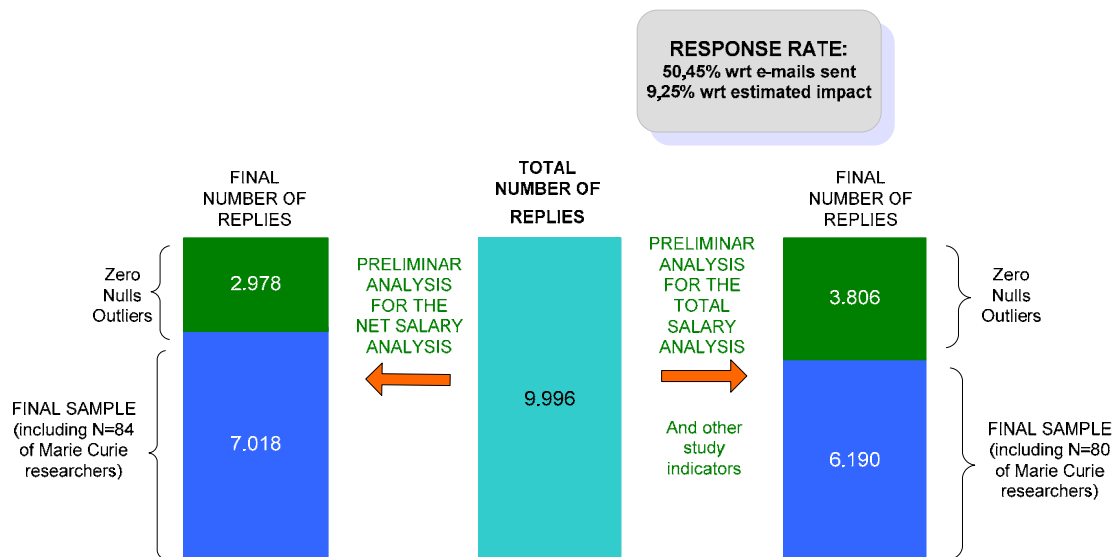 RESPONSE RATE:
50,45% wrt e-mails sent
9,25% wrt estimated impact
FINAL
NUMBER OF
REPLIES
TOTAL
NUMBER OF
REPLIES
FINAL
NUMBER OF
REPLIES
Zero
Nulls
Outliers
2.978
PRELIMINAR
ANALYSIS
FOR THE
NET SALARY
ANALYSIS
PRELIMINAR
ANALYSIS
FOR THE
TOTAL
SALARY
ANALYSIS
3.806
Zero
Nulls
Outliers
FINAL SAMPLE
(including N=84
of Marie Curie
researchers)
7.018
9.996
And other
study
indicators
6.190
FINAL SAMPLE
(including N=80
of Marie Curie
researchers)